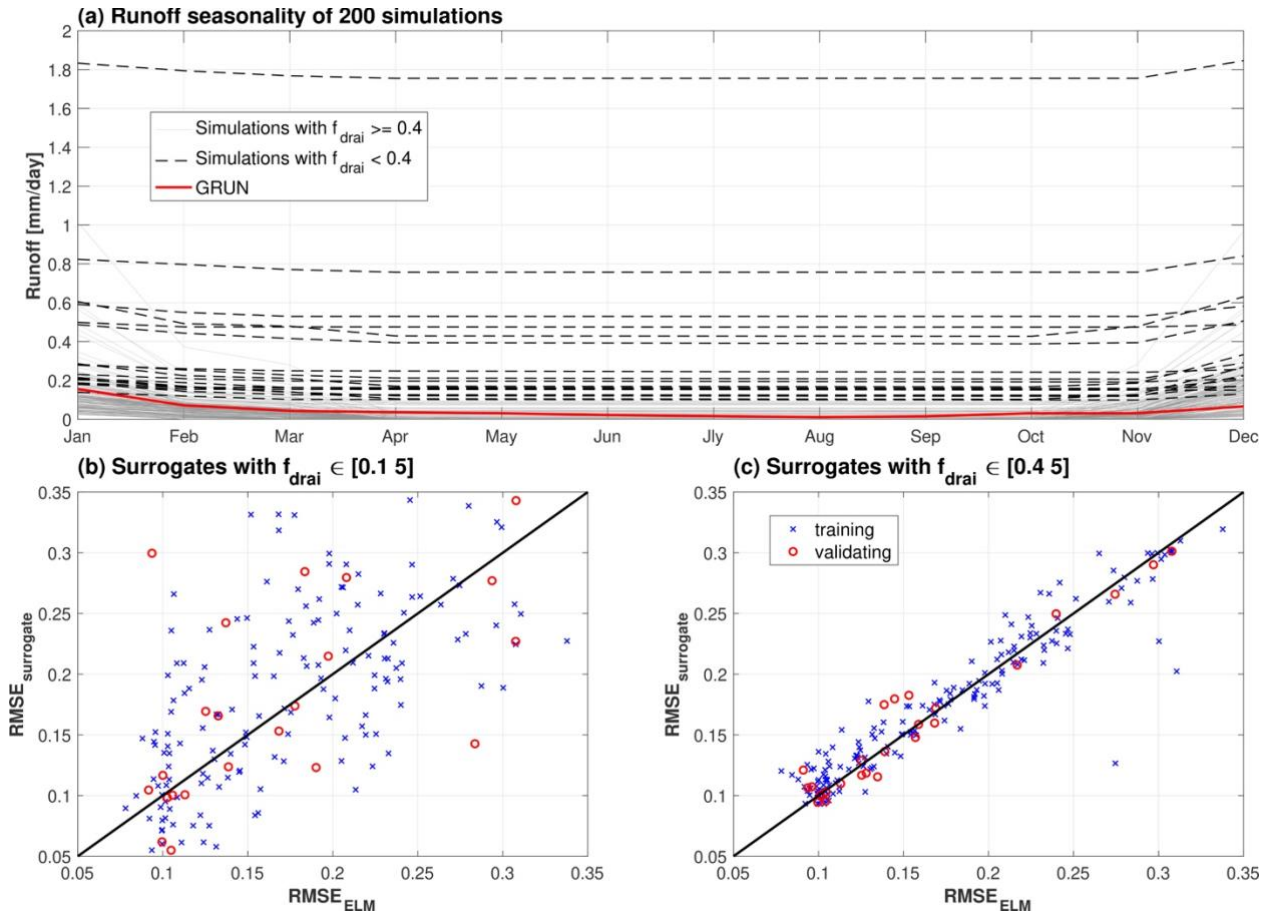 (a) Runoff seasonality of 200 simulations
Runoff [mm/day]
2
1.8
1.6
1.4
1.2
1
0.8
0.6
0.4
0.2
0
Simulations with f_drai >= 0.4
Simulations with f_drai < 0.4
GRUN
Jan Feb Mar Apr May Jun Jly Aug Sep Oct Nov Dec
(b) Surrogates with f_drai ∈ [0.1 5]
RMSE_surrogate
0.35
0.3
0.25
0.2
0.15
0.1
0.05
0.05 0.1 0.15 0.2 0.25 0.3 0.35
RMSE_ELM
(c) Surrogates with f_drai ∈ [0.4 5]
RMSE_surrogate
0.35
0.3
0.25
0.2
0.15
0.1
0.05
training
validating
0.05 0.1 0.15 0.2 0.25 0.3 0.35
RMSE_ELM